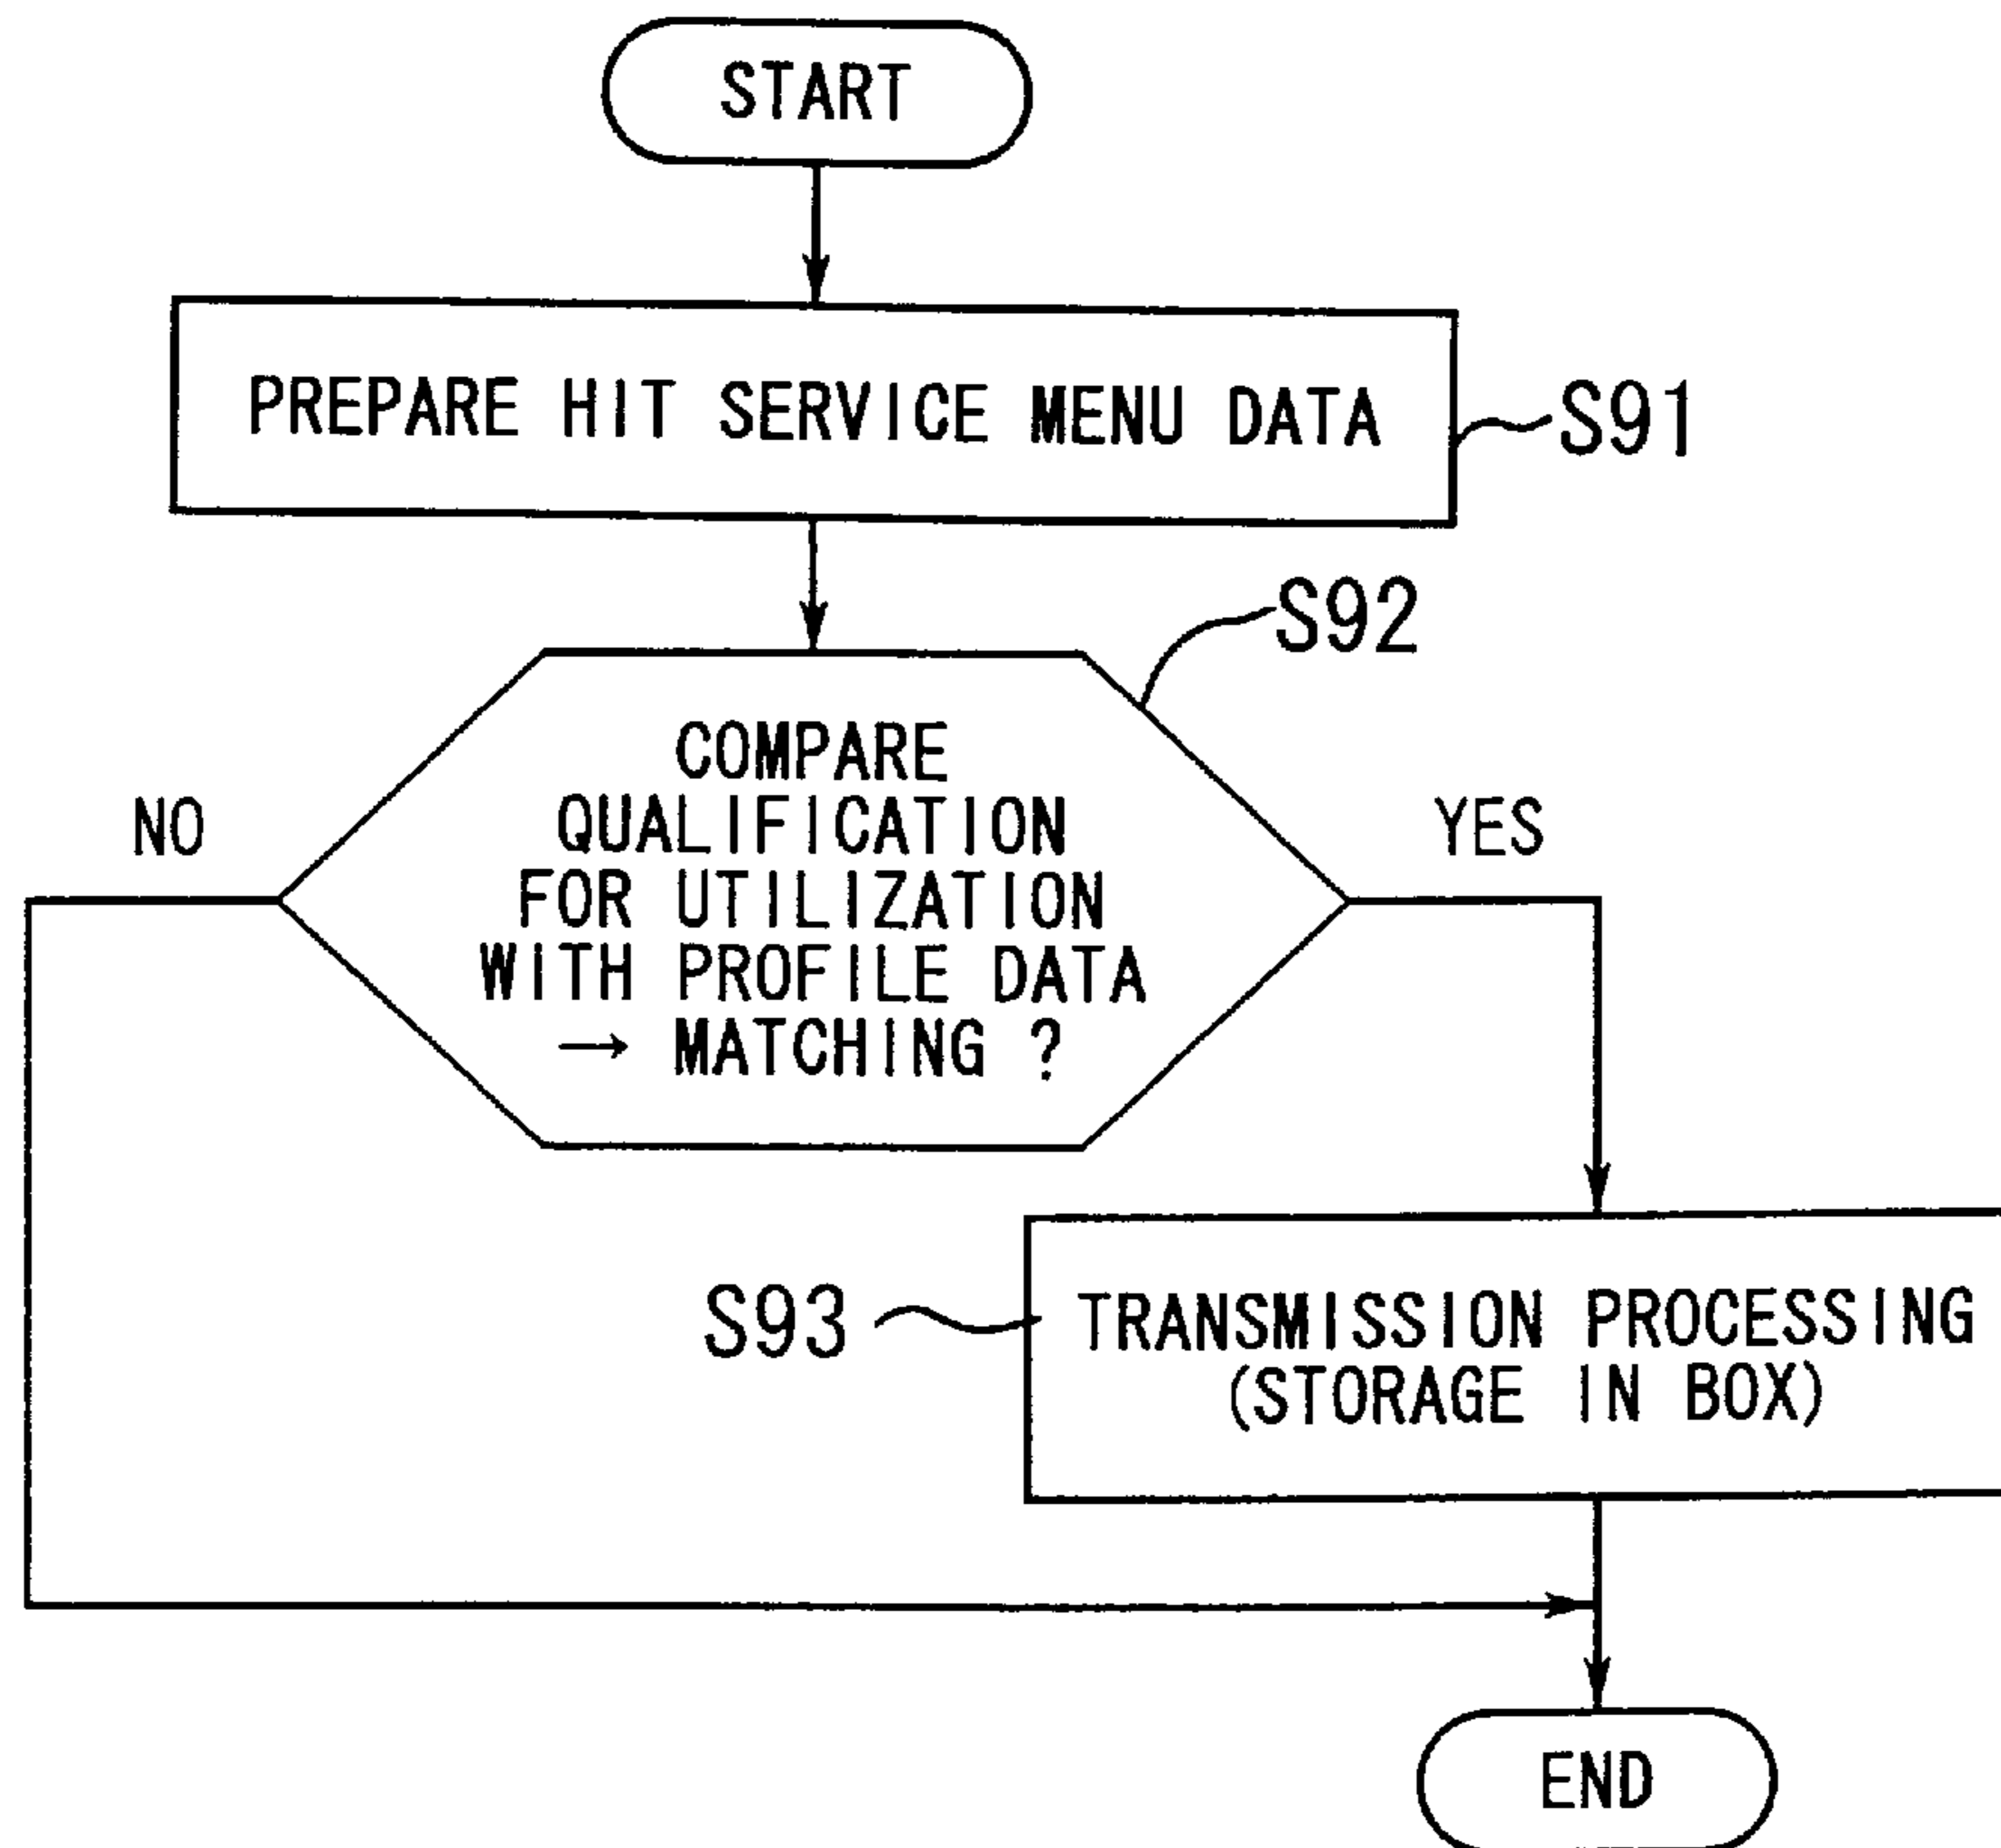 START
PREPARE HIT SERVICE MENU DATA
S91
S92
COMPARE
QUALIFICATION
FOR UTILIZATION
WITH PROFILE DATA
→ MATCHING ?
NO
YES
S93
TRANSMISSION PROCESSING
(STORAGE IN BOX)
END